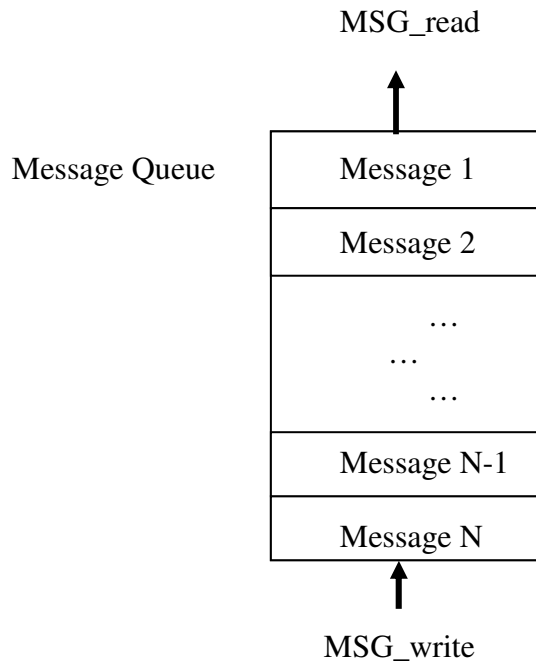 MSG_read
Message Queue
Message 1
Message 2
…
…
…
Message N-1
Message N
MSG_write